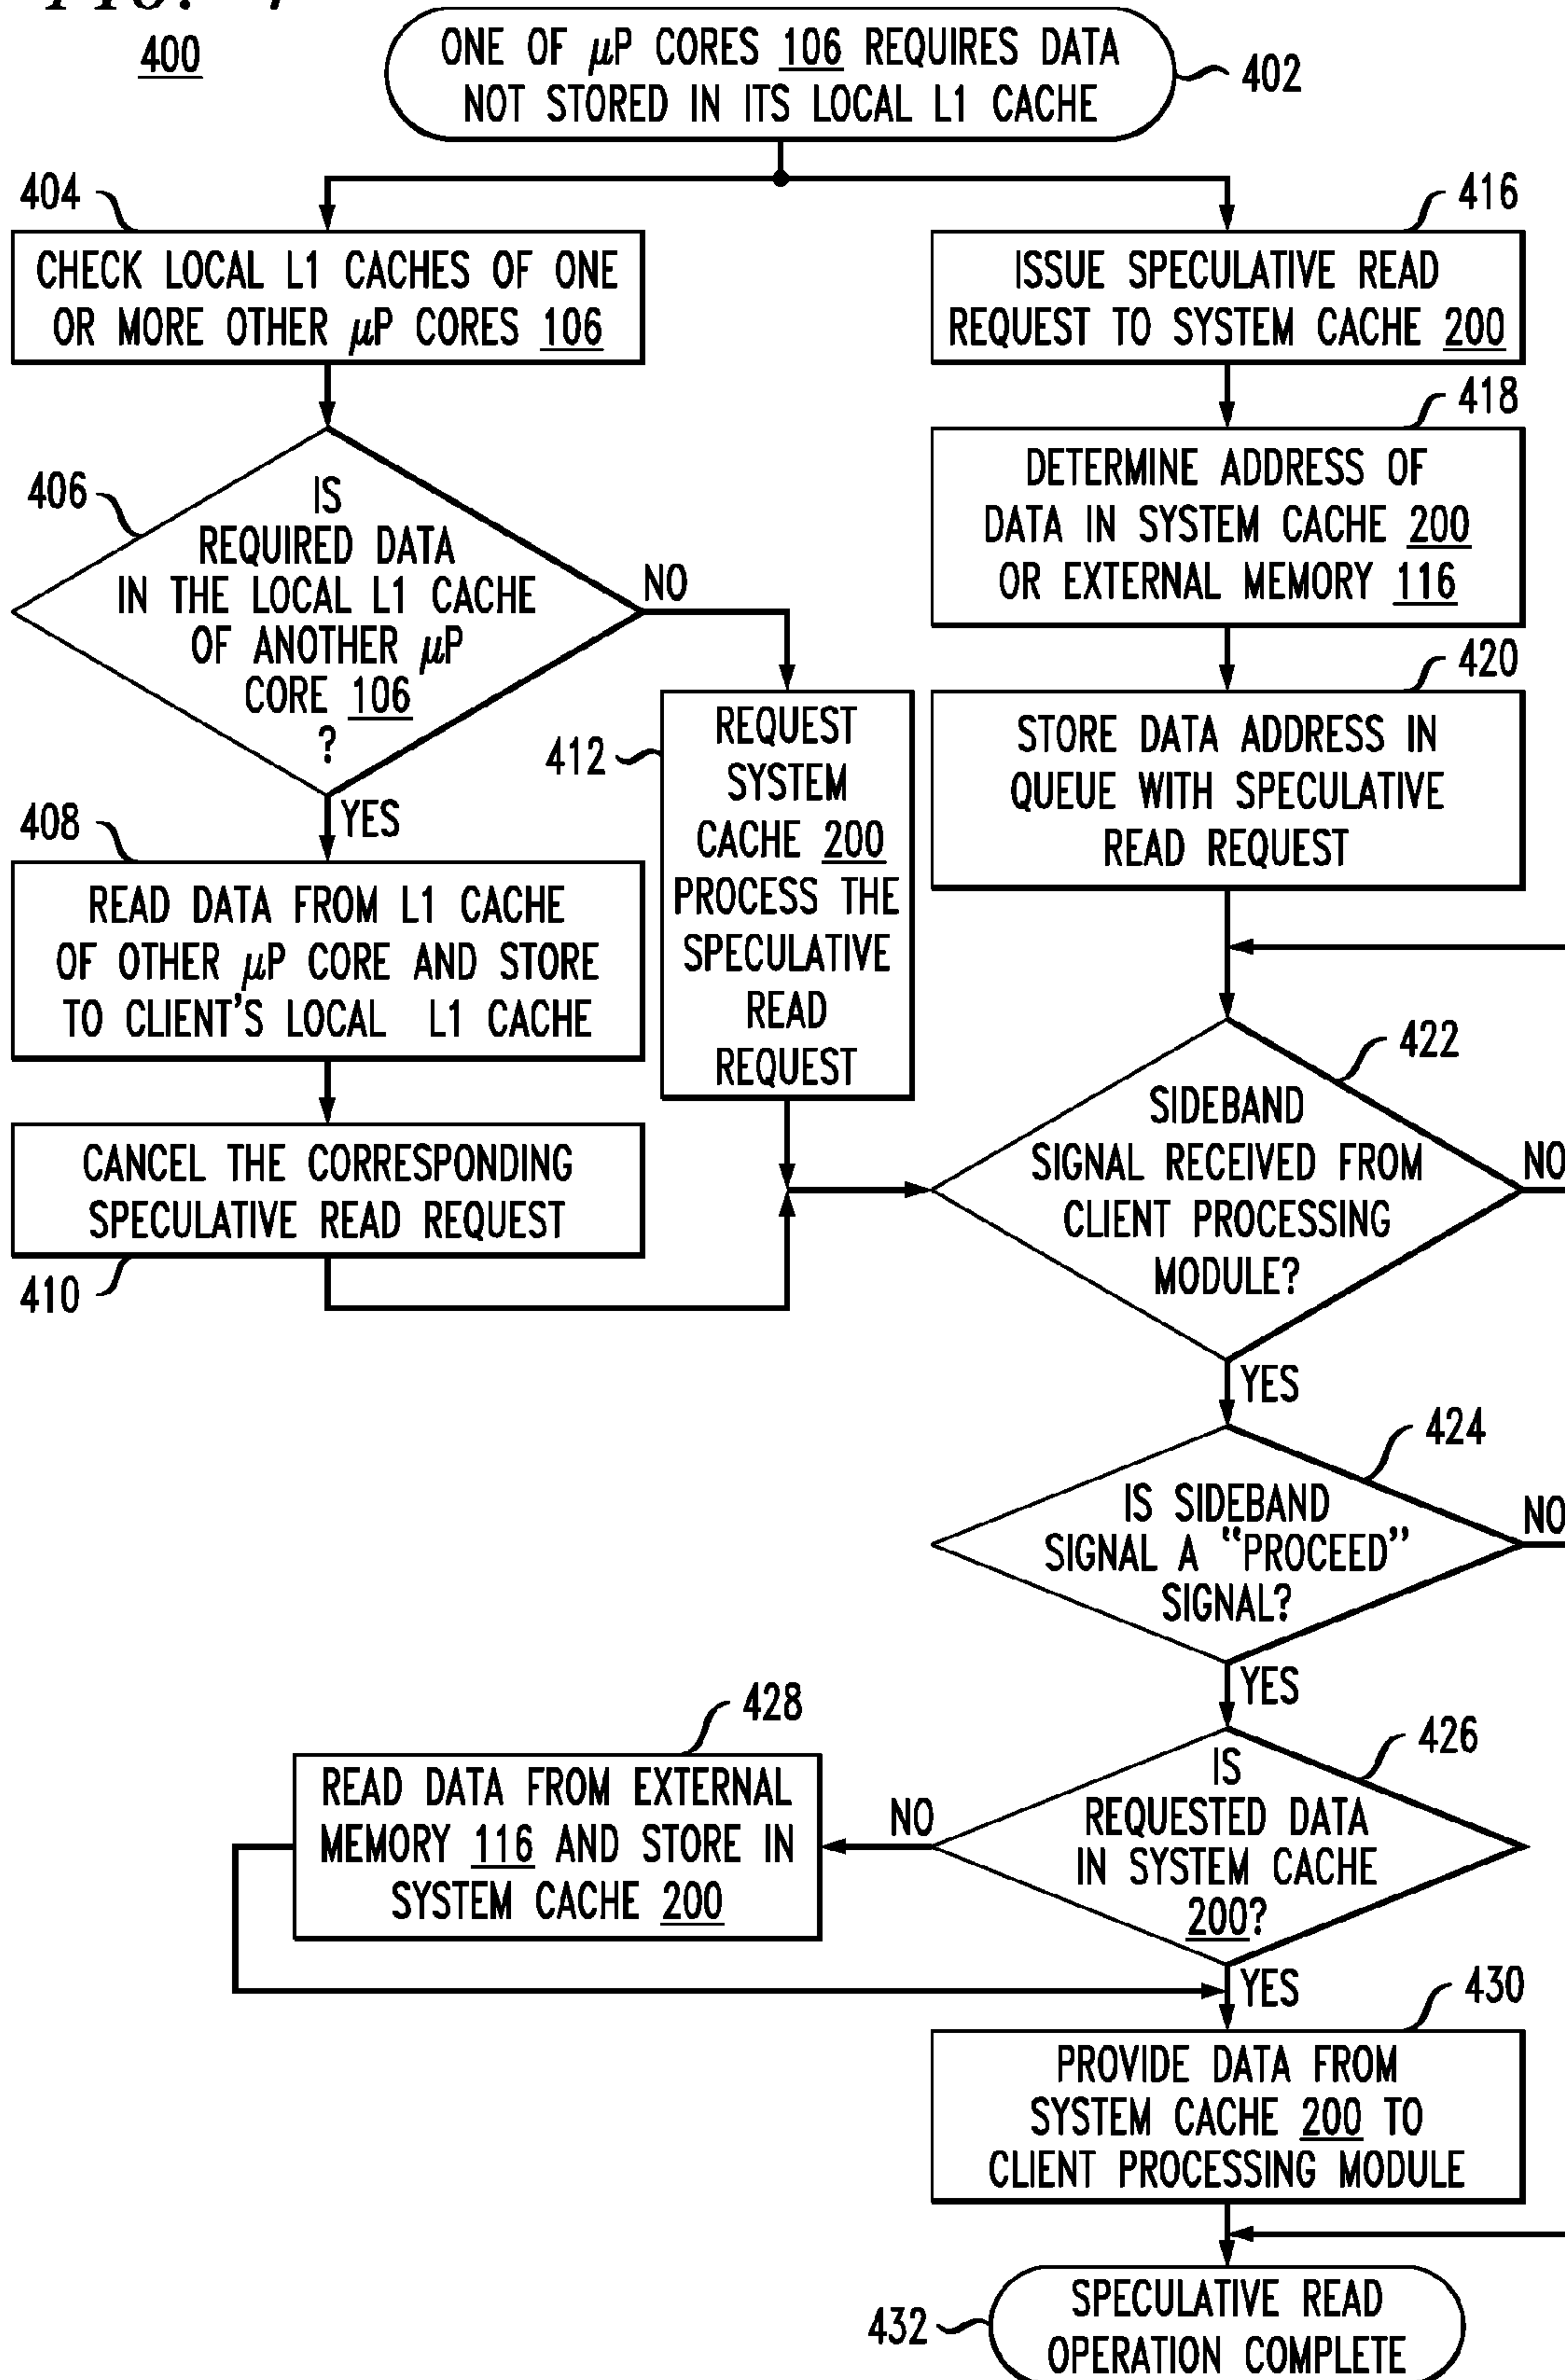 FIG. 4
400
ONE OF μP CORES 106 REQUIRES DATA
NOT STORED IN ITS LOCAL L1 CACHE
402
404
CHECK LOCAL L1 CACHES OF ONE
OR MORE OTHER μP CORES 106
416
ISSUE SPECULATIVE READ
REQUEST TO SYSTEM CACHE 200
418
DETERMINE ADDRESS OF
DATA IN SYSTEM CACHE 200
OR EXTERNAL MEMORY 116
406
IS
REQUIRED DATA
IN THE LOCAL L1 CACHE
OF ANOTHER μP
CORE 106
?
NO
YES
420
STORE DATA ADDRESS IN
QUEUE WITH SPECULATIVE
READ REQUEST
412
REQUEST
SYSTEM
CACHE 200
PROCESS THE
SPECULATIVE
READ
REQUEST
408
READ DATA FROM L1 CACHE
OF OTHER μP CORE AND STORE
TO CLIENT'S LOCAL L1 CACHE
CANCEL THE CORRESPONDING
SPECULATIVE READ REQUEST
410
422
SIDEBAND
SIGNAL RECEIVED FROM
CLIENT PROCESSING
MODULE?
NO
YES
424
IS SIDEBAND
SIGNAL A "PROCEED"
SIGNAL?
NO
YES
426
IS
REQUESTED DATA
IN SYSTEM CACHE
200?
NO
428
READ DATA FROM EXTERNAL
MEMORY 116 AND STORE IN
SYSTEM CACHE 200
YES
430
PROVIDE DATA FROM
SYSTEM CACHE 200 TO
CLIENT PROCESSING MODULE
432
SPECULATIVE READ
OPERATION COMPLETE